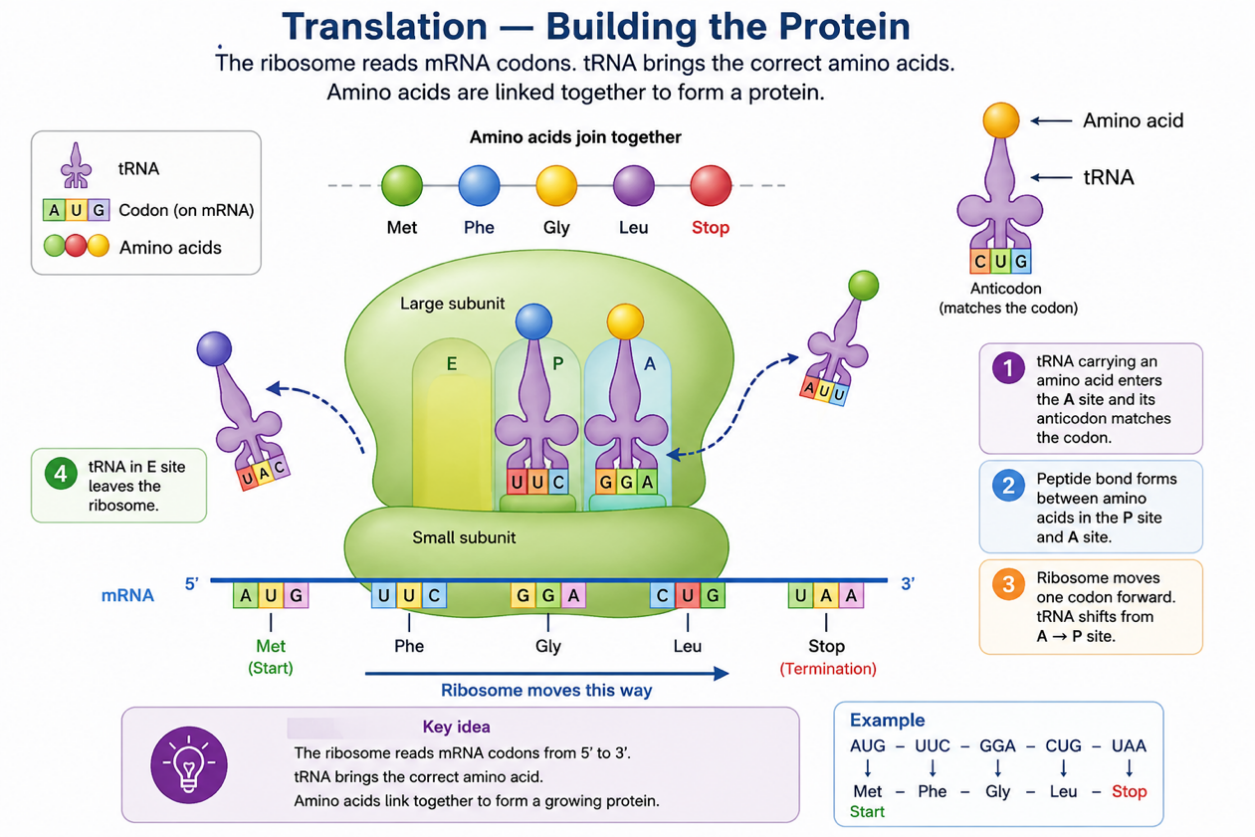 Translation — Building the Protein
The ribosome reads mRNA codons. tRNA brings the correct amino acids.
Amino acids are linked together to form a protein.
tRNA
A U G Codon (on mRNA)
Amino acids
Amino acids join together
Met Phe Gly Leu Stop
Amino acid
tRNA
C U G
Anticodon
(matches the codon)
Large subunit
E P A
U A C
U U C
G G A
A U U
Small subunit
1 tRNA carrying an
amino acid enters
the A site and its
anticodon matches
the codon.
2 Peptide bond forms
between amino
acids in the P site
and A site.
3 Ribosome moves
one codon forward.
tRNA shifts from
A → P site.
4 tRNA in E site
leaves the
ribosome.
mRNA 5′ 3′
A U G U U C G G A C U G U A A
Met Phe Gly Leu Stop
(Start) (Termination)
Ribosome moves this way
Key idea
The ribosome reads mRNA codons from 5′ to 3′.
tRNA brings the correct amino acid.
Amino acids link together to form a growing protein.
Example
AUG – UUC – GGA – CUG – UAA
↓ ↓ ↓ ↓ ↓
Met – Phe – Gly – Leu – Stop
Start